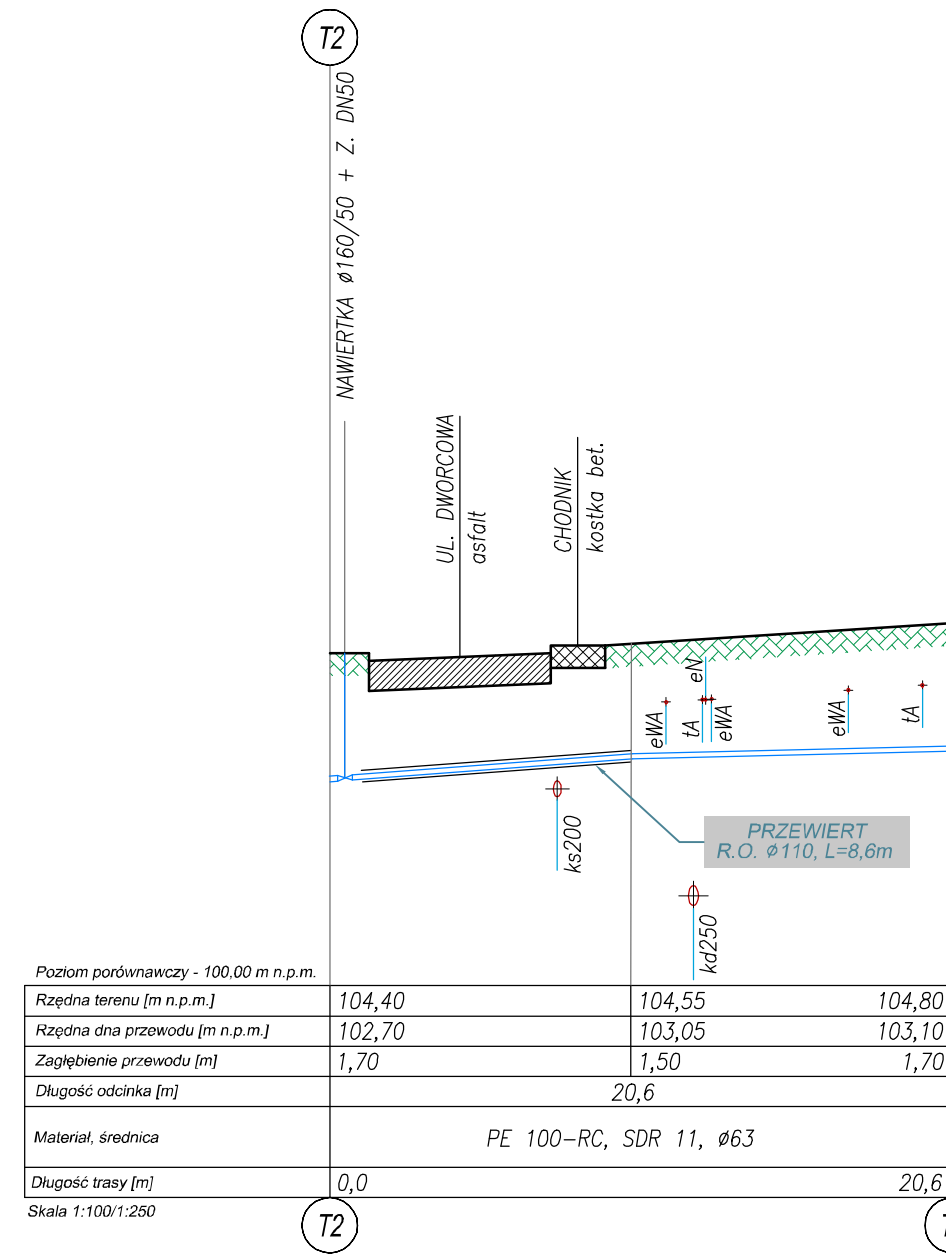 T2
NAWIERTKA ø160/50 + Z. DN50
UL. DWORCOWA
asfalt
CHODNIK
kostka bet.
eWA
tA
eN
eWA
eWA
tA
ks200
PRZEWIERT
R.O. ø110, L=8,6m
kd250
Poziom porównawczy - 100,00 m n.p.m.
Rzędna terenu [m n.p.m.] 104,40 104,55 104,80
Rzędna dna przewodu [m n.p.m.] 102,70 103,05 103,10
Zagłębienie przewodu [m] 1,70 1,50 1,70
Długość odcinka [m] 20,6
Materiał, średnica PE 100-RC, SDR 11, ø63
Długość trasy [m] 0,0 20,6
Skala 1:100/1:250
T2